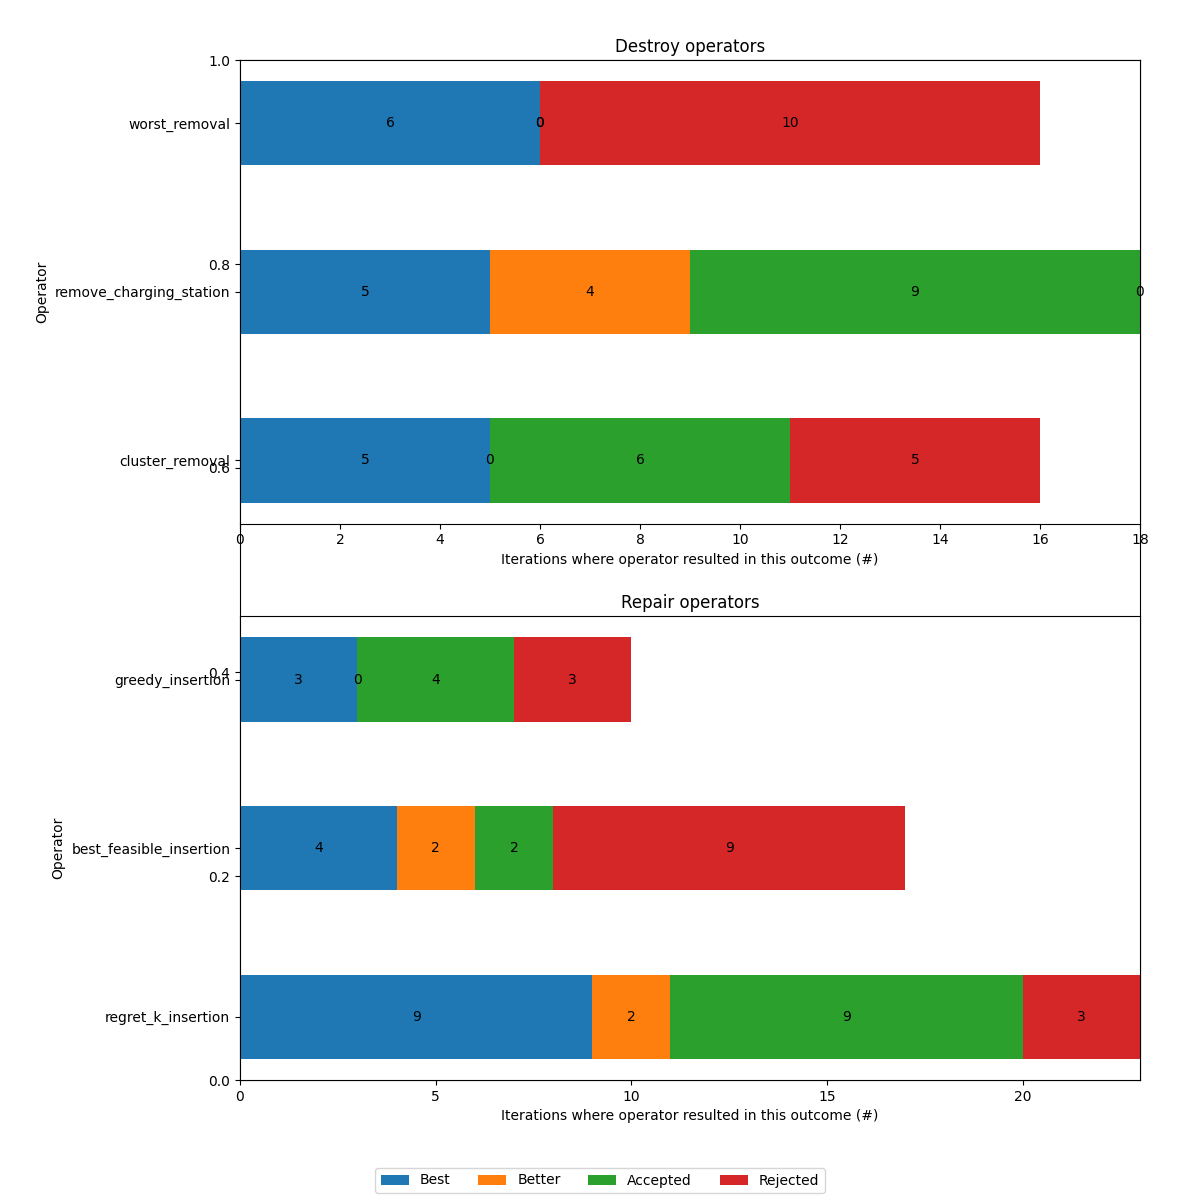 Destroy operators
1.0
worst_removal 6 0 0 10
0.8
remove_charging_station 5 4 9 0
Operator
cluster_removal 5 0 6 5
0.6
0 2 4 6 8 10 12 14 16 18
Iterations where operator resulted in this outcome (#)
Repair operators
0.4
greedy_insertion 3 0 4 3
best_feasible_insertion 4 2 2 9
Operator
0.2
regret_k_insertion 9 2 9 3
0.0
0 5 10 15 20
Iterations where operator resulted in this outcome (#)
Best Better Accepted Rejected